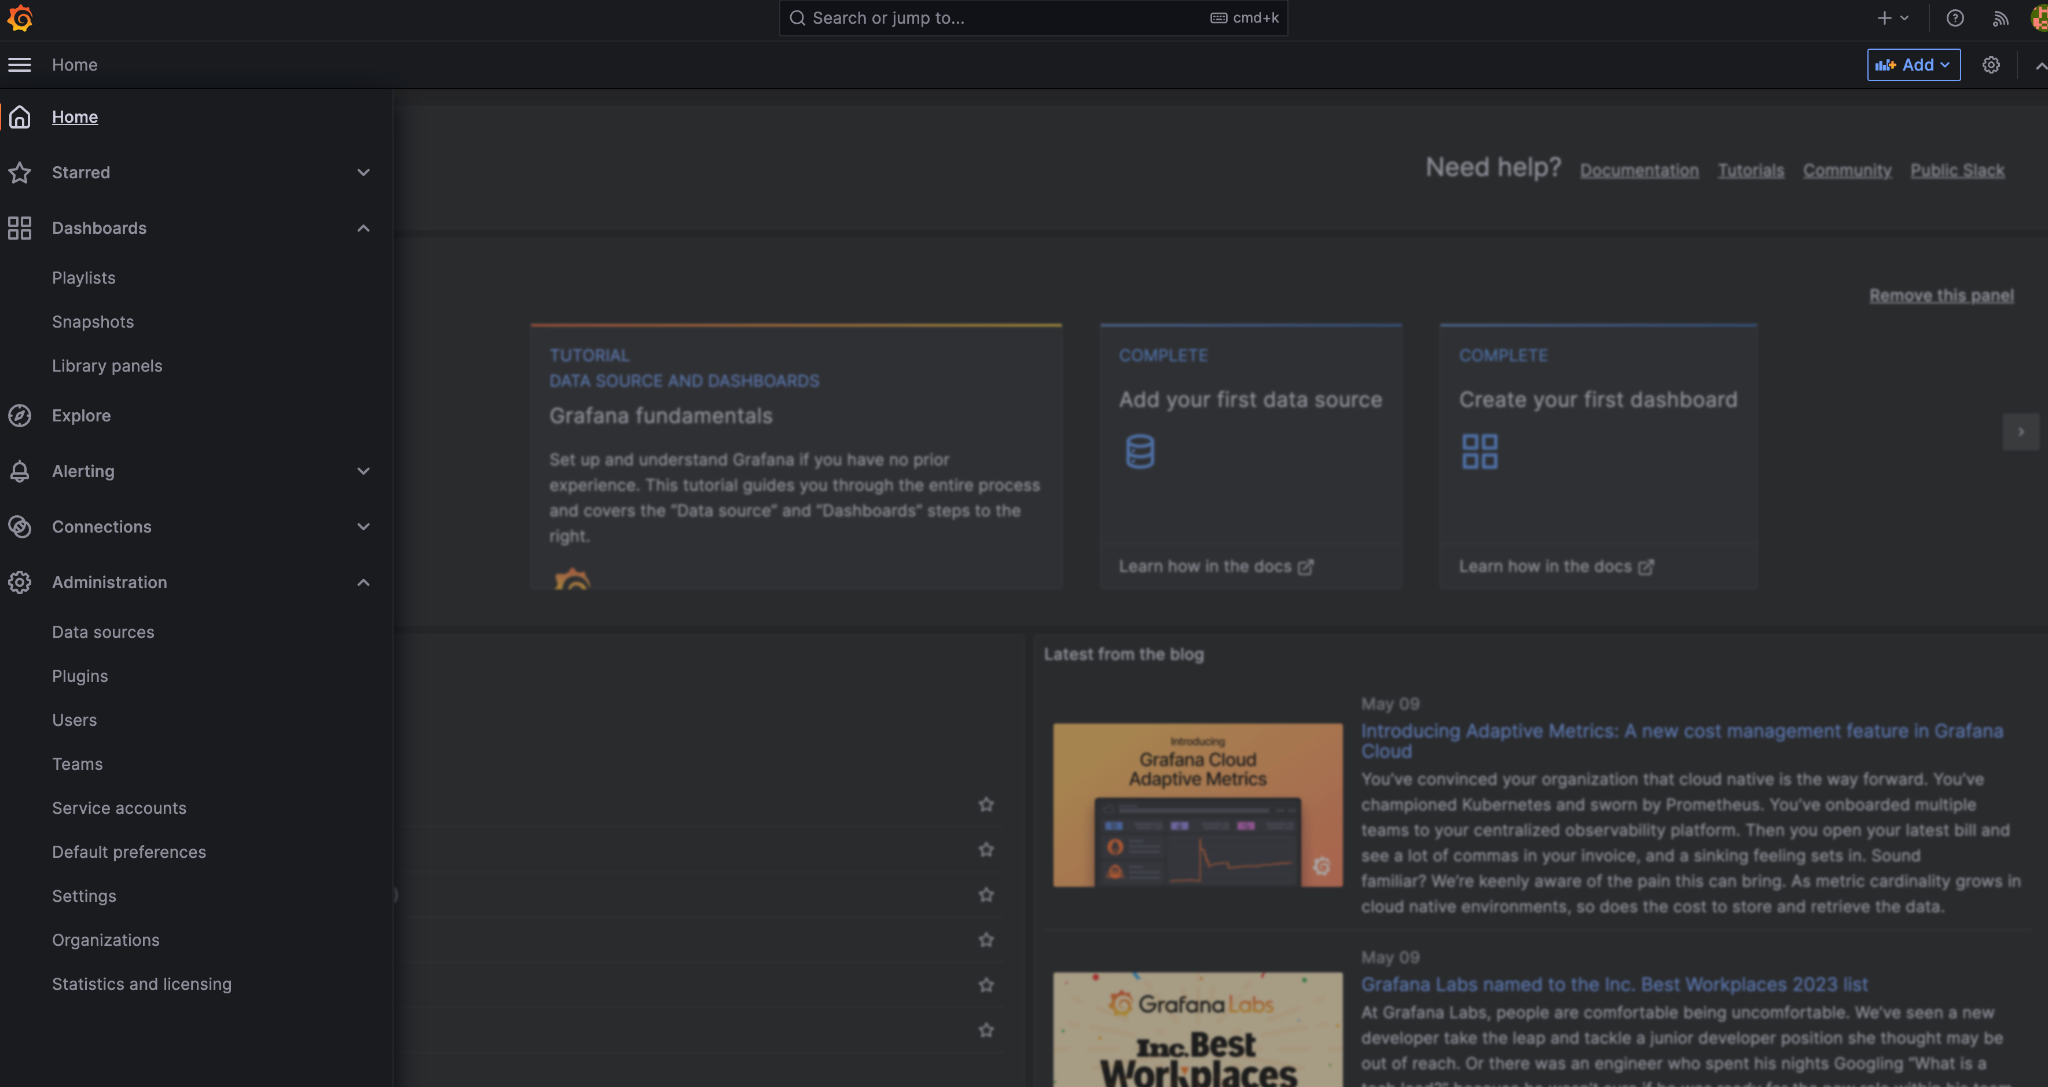 Search or jump to...
cmd+k
Home
Add
Home
Starred
Dashboards
Playlists
Snapshots
Library panels
Explore
Alerting
Connections
Administration
Data sources
Plugins
Users
Teams
Service accounts
Default preferences
Settings
Organizations
Statistics and licensing
Need help? Documentation Tutorials Community Public Slack
Remove this panel
TUTORIAL
DATA SOURCE AND DASHBOARDS
Grafana fundamentals
Set up and understand Grafana if you have no prior
experience. This tutorial guides you through the entire process
and covers the "Data source" and "Dashboards" steps to the
right.
COMPLETE
Add your first data source
Learn how in the docs
COMPLETE
Create your first dashboard
Learn how in the docs
Latest from the blog
Introducing
Grafana Cloud
Adaptive Metrics
May 09
Introducing Adaptive Metrics: A new cost management feature in Grafana
Cloud
You've convinced your organization that cloud native is the way forward. You've
championed Kubernetes and sworn by Prometheus. You've onboarded multiple
teams to your centralized observability platform. Then you open your latest bill and
see a lot of commas in your invoice, and a sinking feeling sets in. Sound
familiar? We're keenly aware of the pain this can bring. As metric cardinality grows in
cloud native environments, so does the cost to store and retrieve the data.
Grafana Labs
Inc. Best
Workplaces
May 09
Grafana Labs named to the Inc. Best Workplaces 2023 list
At Grafana Labs, people are comfortable being uncomfortable. We've seen a new
developer take the leap and tackle a junior developer position she thought may be
out of reach. Or there was an engineer who spent his nights Googling "What is a